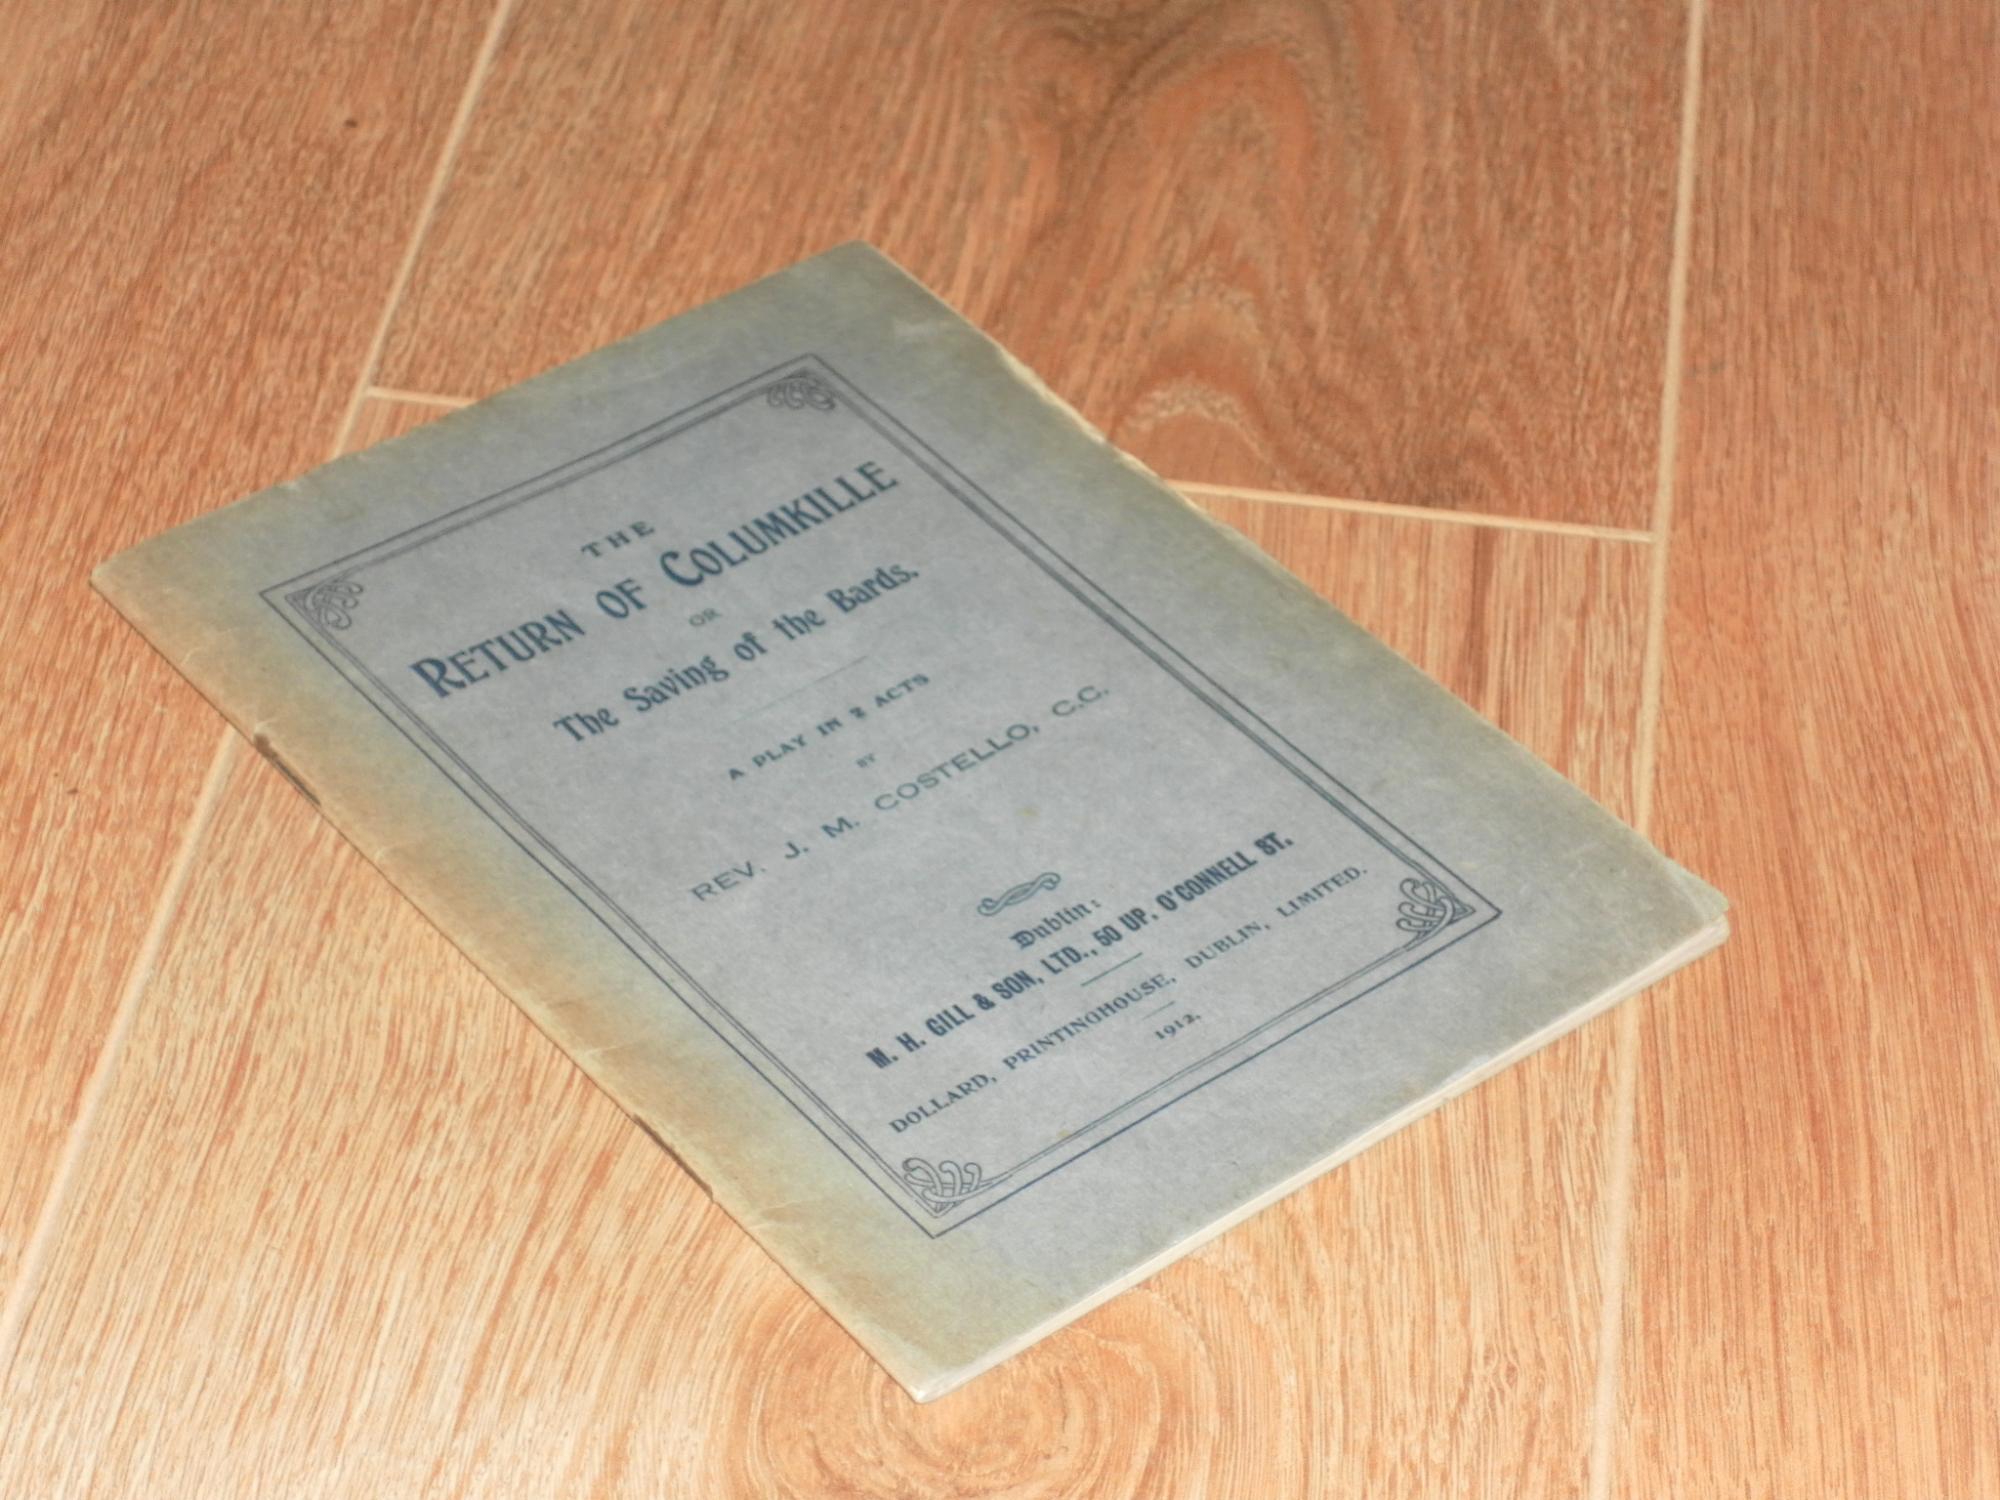 THE
RETURN OF COLUMKILLE
OR
The Saving of the Bards.
A PLAY IN 2 ACTS
BY
REV. J. M. COSTELLO, C.C.
Dublin:
M. H. GILL & SON, LTD., 50 UP. O'CONNELL ST.
DOLLARD, PRINTINGHOUSE, DUBLIN, LIMITED.
1912.